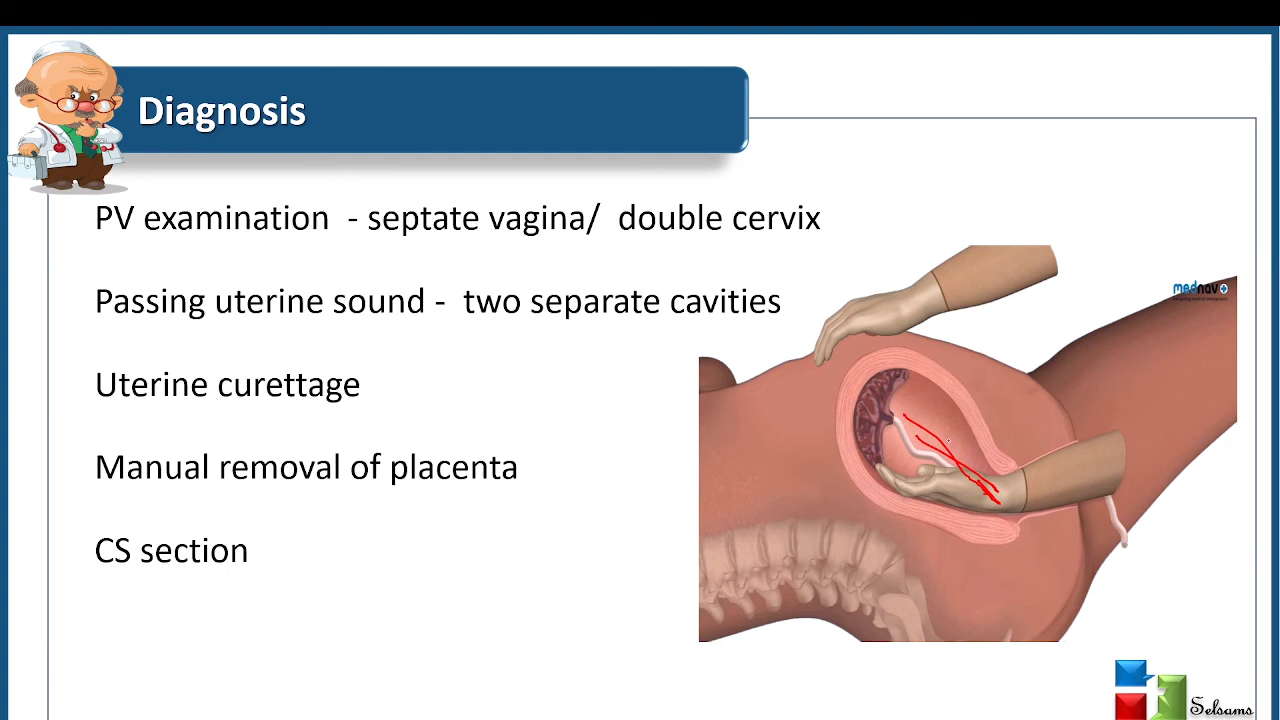 Diagnosis
PV examination - septate vagina/ double cervix
mednav
Passing uterine sound - two separate cavities
Uterine curettage
Manual removal of placenta
CS section
Selsams